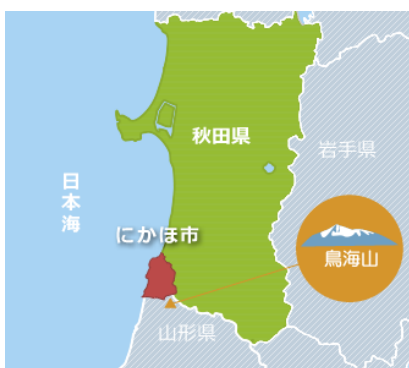 秋田県
岩手県
日本海
にかほ市
鳥海山
山形県